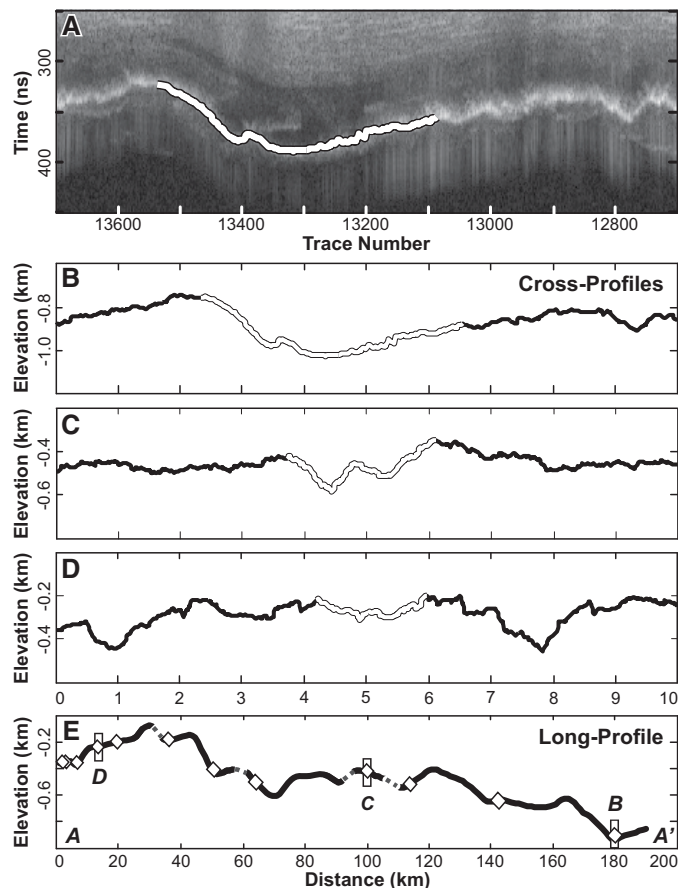 A
Time (ns)
300
400
13600
13400
13200
13000
12800
Trace Number
B
Cross-Profiles
Elevation (km)
-0.8
-1.0
C
Elevation (km)
-0.4
-0.6
D
Elevation (km)
-0.2
-0.4
0 1 2 3 4 5 6 7 8 9 10
E
Long-Profile
Elevation (km)
-0.2
-0.6
D
C
B
A
A'
0 20 40 60 80 100 120 140 160 180 200
Distance (km)